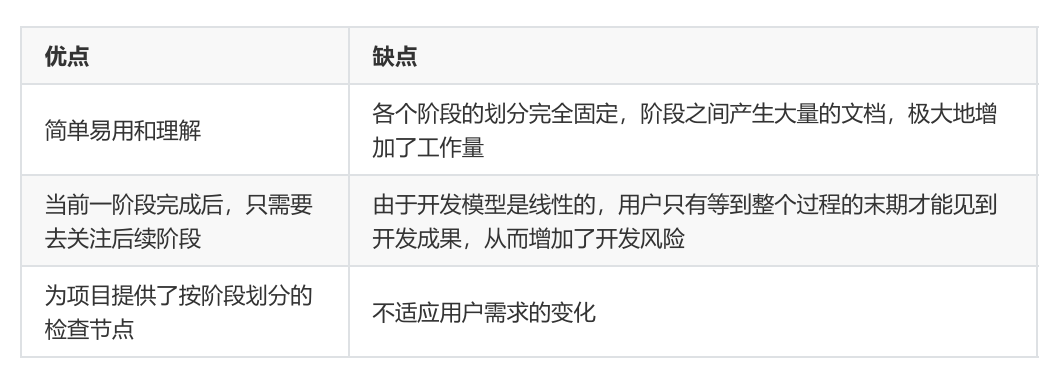 优点
缺点
简单易用和理解
各个阶段的划分完全固定，阶段之间产生大量的文档，极大地增
加了工作量
当前一阶段完成后，只需要
去关注后续阶段
由于开发模型是线性的，用户只有等到整个过程的末期才能见到
开发成果，从而增加了开发风险
为项目提供了按阶段划分的
检查节点
不适应用户需求的变化